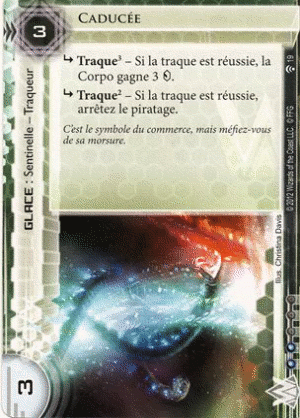 3
CADUCÉE
↳ Traque³ – Si la traque est réussie, la
Corpo gagne 3
↳ Traque² – Si la traque est réussie,
arrêtez le piratage.
C'est le symbole du commerce, mais méfiez-vous
de sa morsure.
GLACE : Sentinelle – Traqueur
3
Illus. Christina Davis
© 2012 Wizards of the Coast LLC. © FFG
19